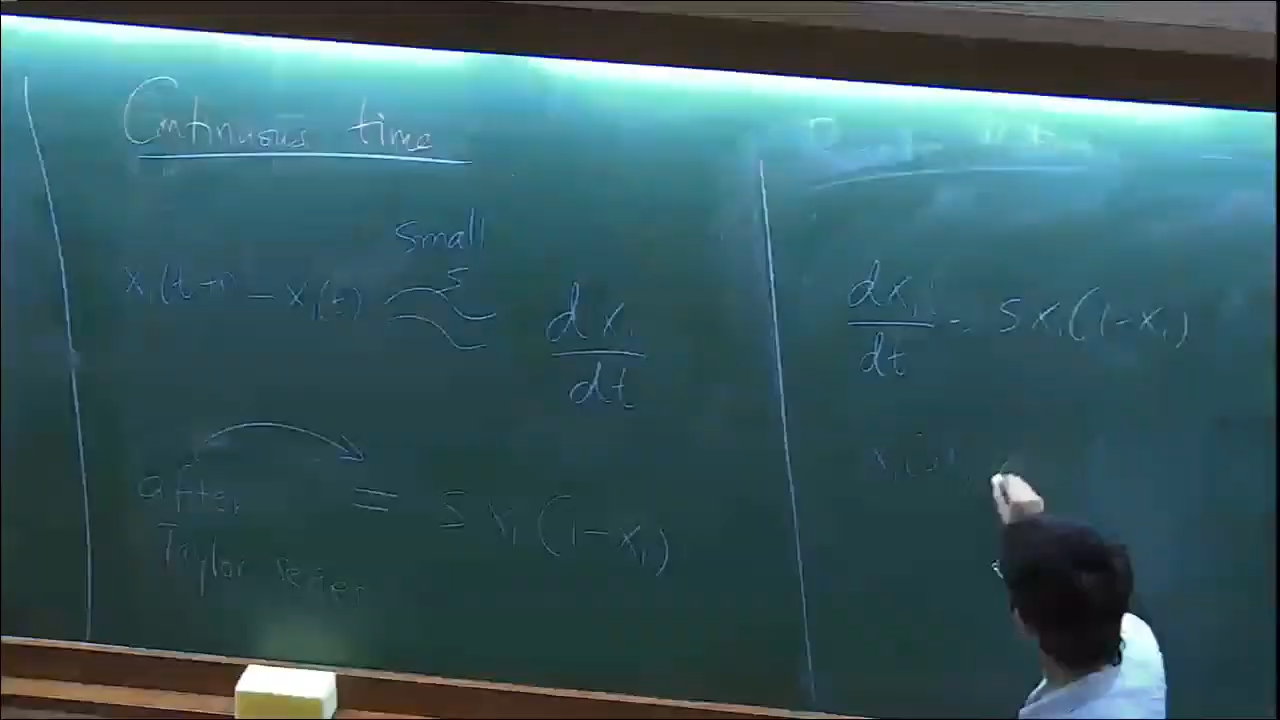 Continuous time
small
x₁(t+1) - x₁(t) ≈ dx₁/dt
s
after
Taylor series
= s x₁(1-x₁)
dx₁/dt = s x₁(1-x₁)